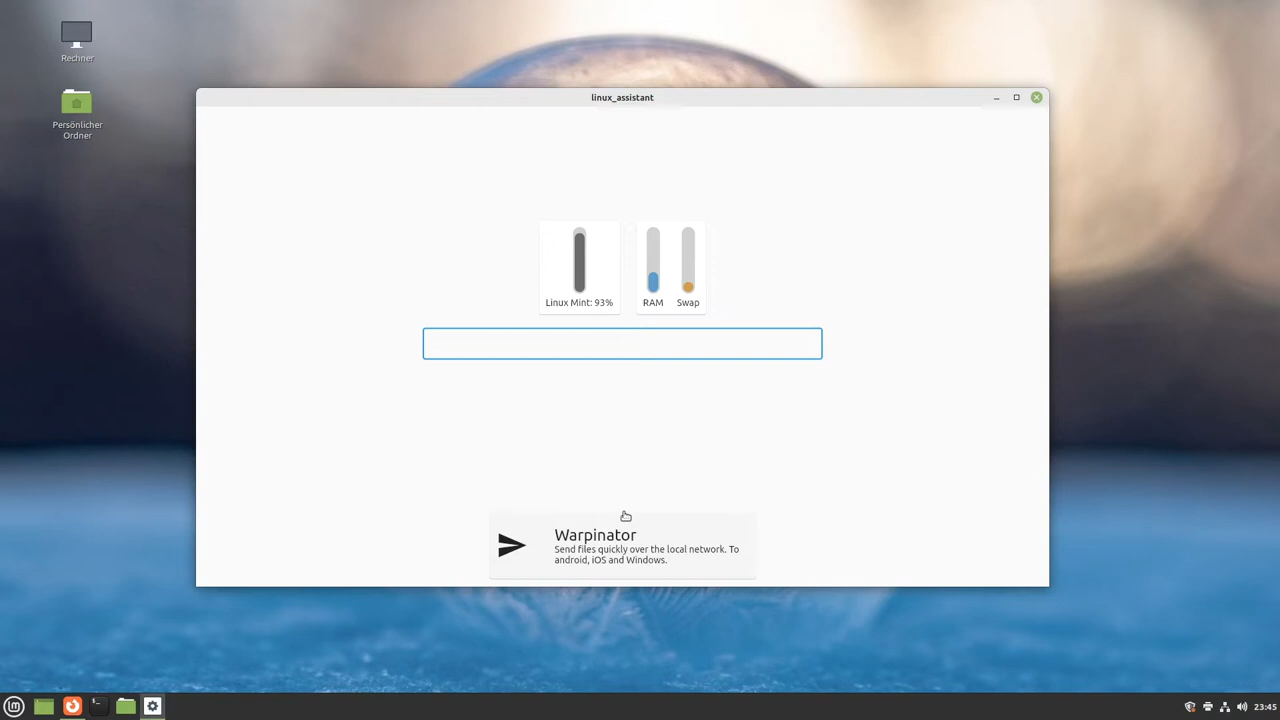 Rechner
Persönlicher
Ordner
linux_assistant
Linux Mint: 93%
RAM
Swap
Warpinator
Send files quickly over the local network. To
android, iOS and Windows.
23:45